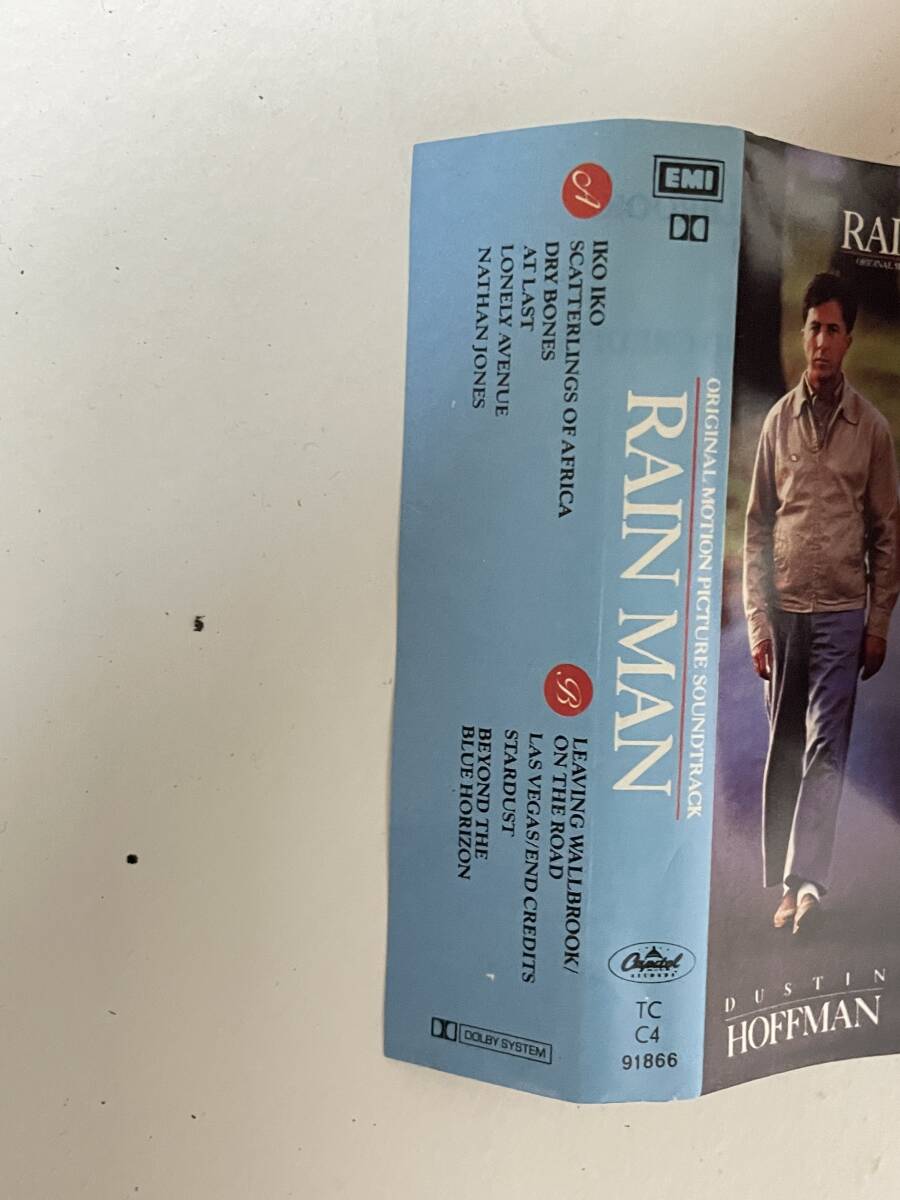 EMI
ORIGINAL MOTION PICTURE SOUNDTRACK
RAIN MAN
Capitol
RECORDS
TC
C4
91866
A
IKO IKO
SCATTERLINGS OF AFRICA
DRY BONES
AT LAST
LONELY AVENUE
NATHAN JONES
B
LEAVING WALLBROOK/
ON THE ROAD
LAS VEGAS/END CREDITS
STARDUST
BEYOND THE
BLUE HORIZON
DOLBY SYSTEM
DUSTIN
HOFFMAN